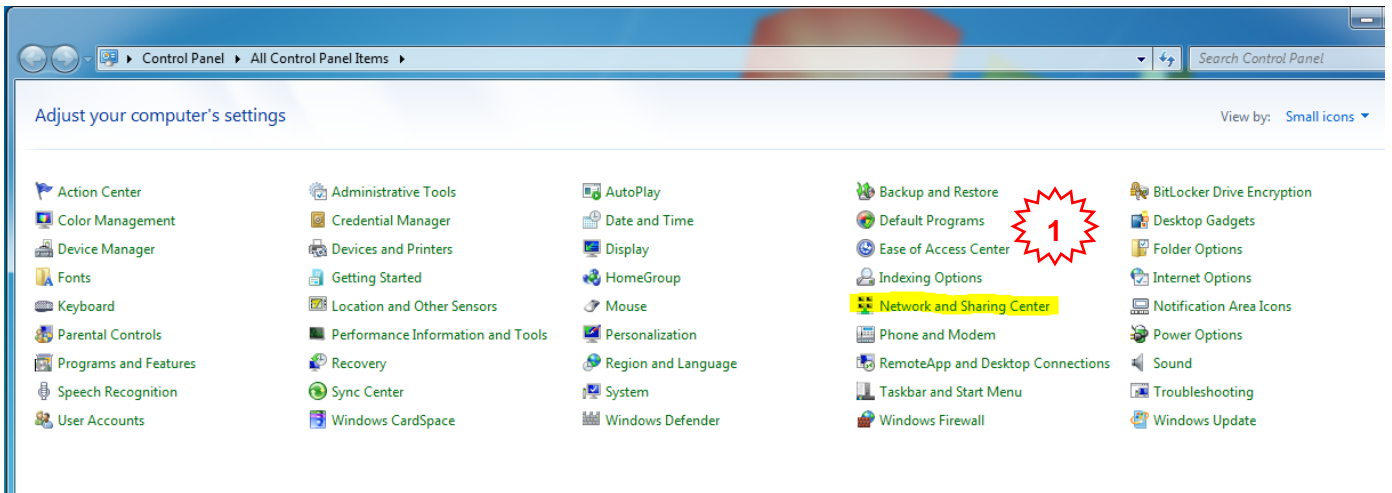 Control Panel All Control Panel Items Search Control Panel
Adjust your computer's settings View by: Small icons
Action Center Administrative Tools AutoPlay Backup and Restore BitLocker Drive Encryption
Color Management Credential Manager Date and Time Default Programs Desktop Gadgets
1
Device Manager Devices and Printers Display Ease of Access Center Folder Options
Fonts Getting Started HomeGroup Indexing Options Internet Options
Keyboard Location and Other Sensors Mouse Network and Sharing Center Notification Area Icons
Parental Controls Performance Information and Tools Personalization Phone and Modem Power Options
Programs and Features Recovery Region and Language RemoteApp and Desktop Connections Sound
Speech Recognition Sync Center System Taskbar and Start Menu Troubleshooting
User Accounts Windows CardSpace Windows Defender Windows Firewall Windows Update